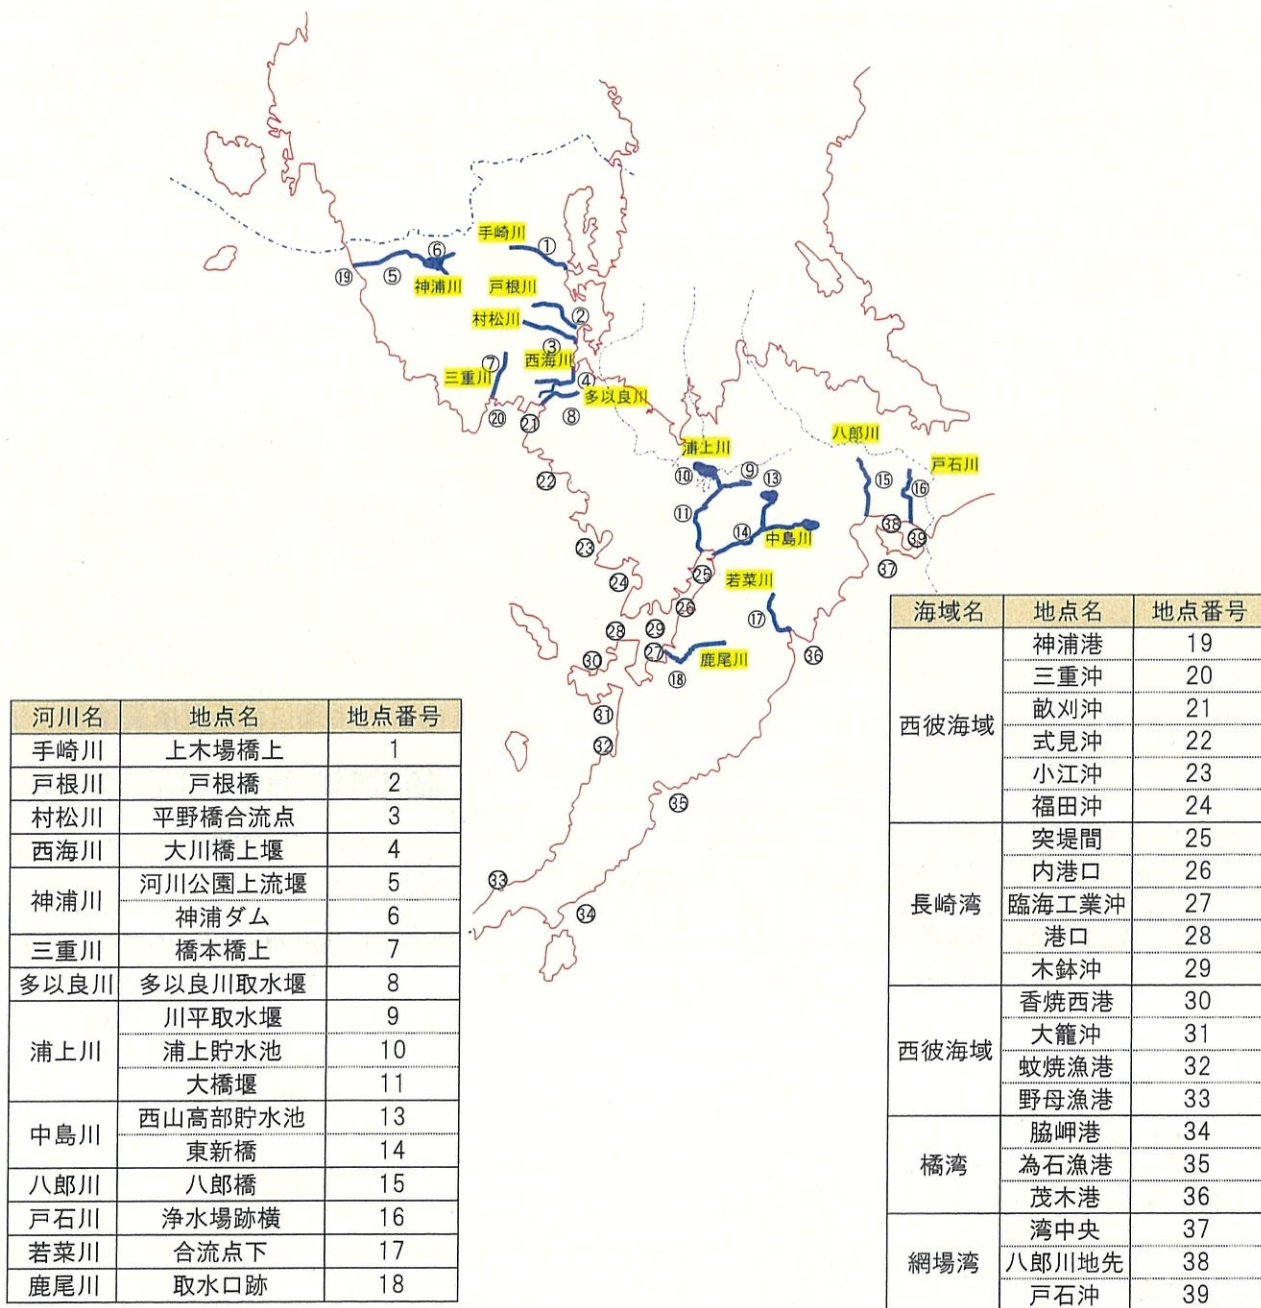 手崎川
①
⑥
⑲
⑤
神浦川
戸根川
②
村松川
③
西海川
⑦
三重川
④
多以良川
⑳
㉑
⑧
浦上川
八郎川
戸石川
⑩
⑨
⑬
⑮
⑯
㉒
⑪
⑭
中島川
㊳
㊴
㉓
㊲
㉔
㉕
若菜川
㉖
⑰
㉘
㉙
㉚
㉗
鹿尾川
⑱
㊱
㉛
㉜
㉟
㉝
㉞
河川名 地点名 地点番号
手崎川 上木場橋上 1
戸根川 戸根橋 2
村松川 平野橋合流点 3
西海川 大川橋上堰 4
神浦川 河川公園上流堰 5
神浦ダム 6
三重川 橋本橋上 7
多以良川 多以良川取水堰 8
浦上川 川平取水堰 9
浦上貯水池 10
大橋堰 11
中島川 西山高部貯水池 13
東新橋 14
八郎川 八郎橋 15
戸石川 浄水場跡横 16
若菜川 合流点下 17
鹿尾川 取水口跡 18
海域名 地点名 地点番号
西彼海域 神浦港 19
三重沖 20
畝刈沖 21
式見沖 22
小江沖 23
福田沖 24
長崎湾 突堤間 25
内港口 26
臨海工業沖 27
港口 28
木鉢沖 29
西彼海域 香焼西港 30
大籠沖 31
蚊焼漁港 32
野母漁港 33
橘湾 脇岬港 34
為石漁港 35
茂木港 36
網場湾 湾中央 37
八郎川地先 38
戸石沖 39